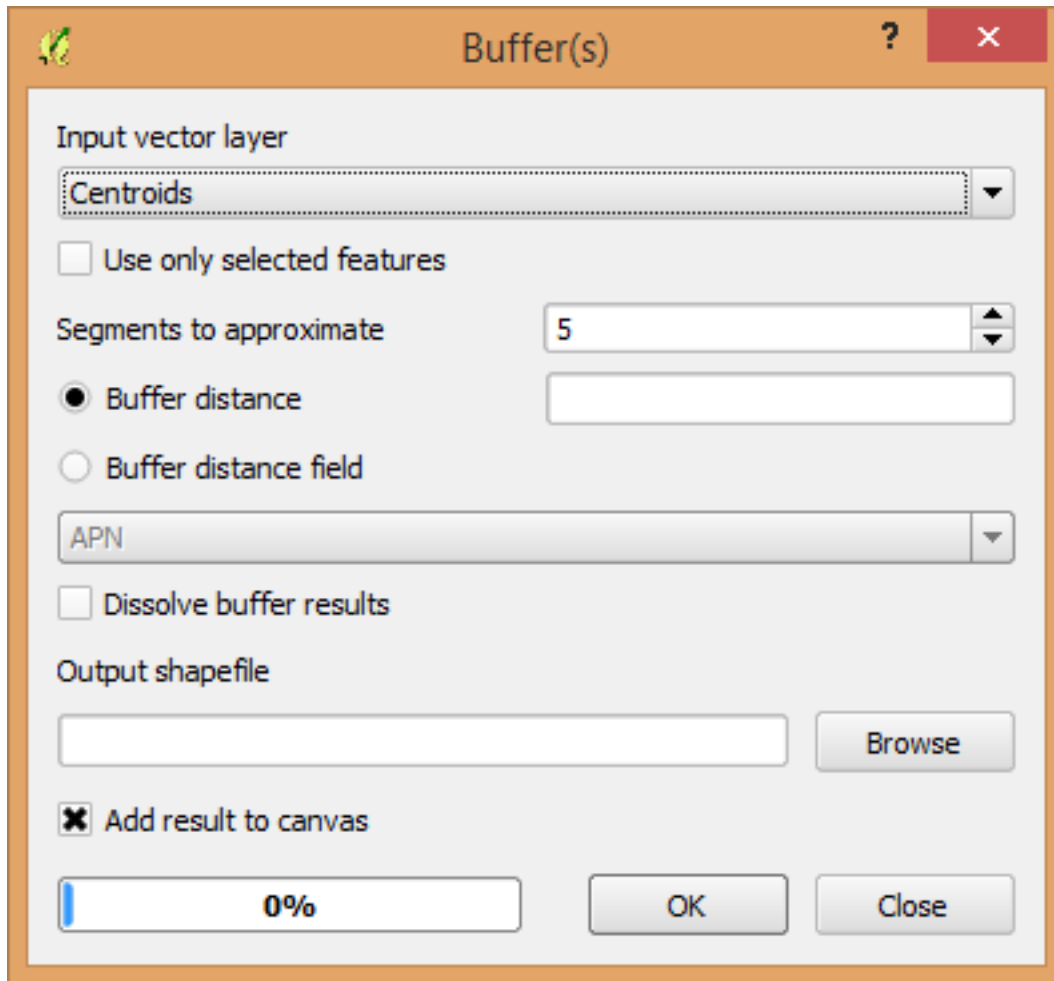 Buffer(s)
?
Input vector layer
Centroids
Use only selected features
Segments to approximate 5
Buffer distance
Buffer distance field
APN
Dissolve buffer results
Output shapefile
Browse
Add result to canvas
0% OK Close